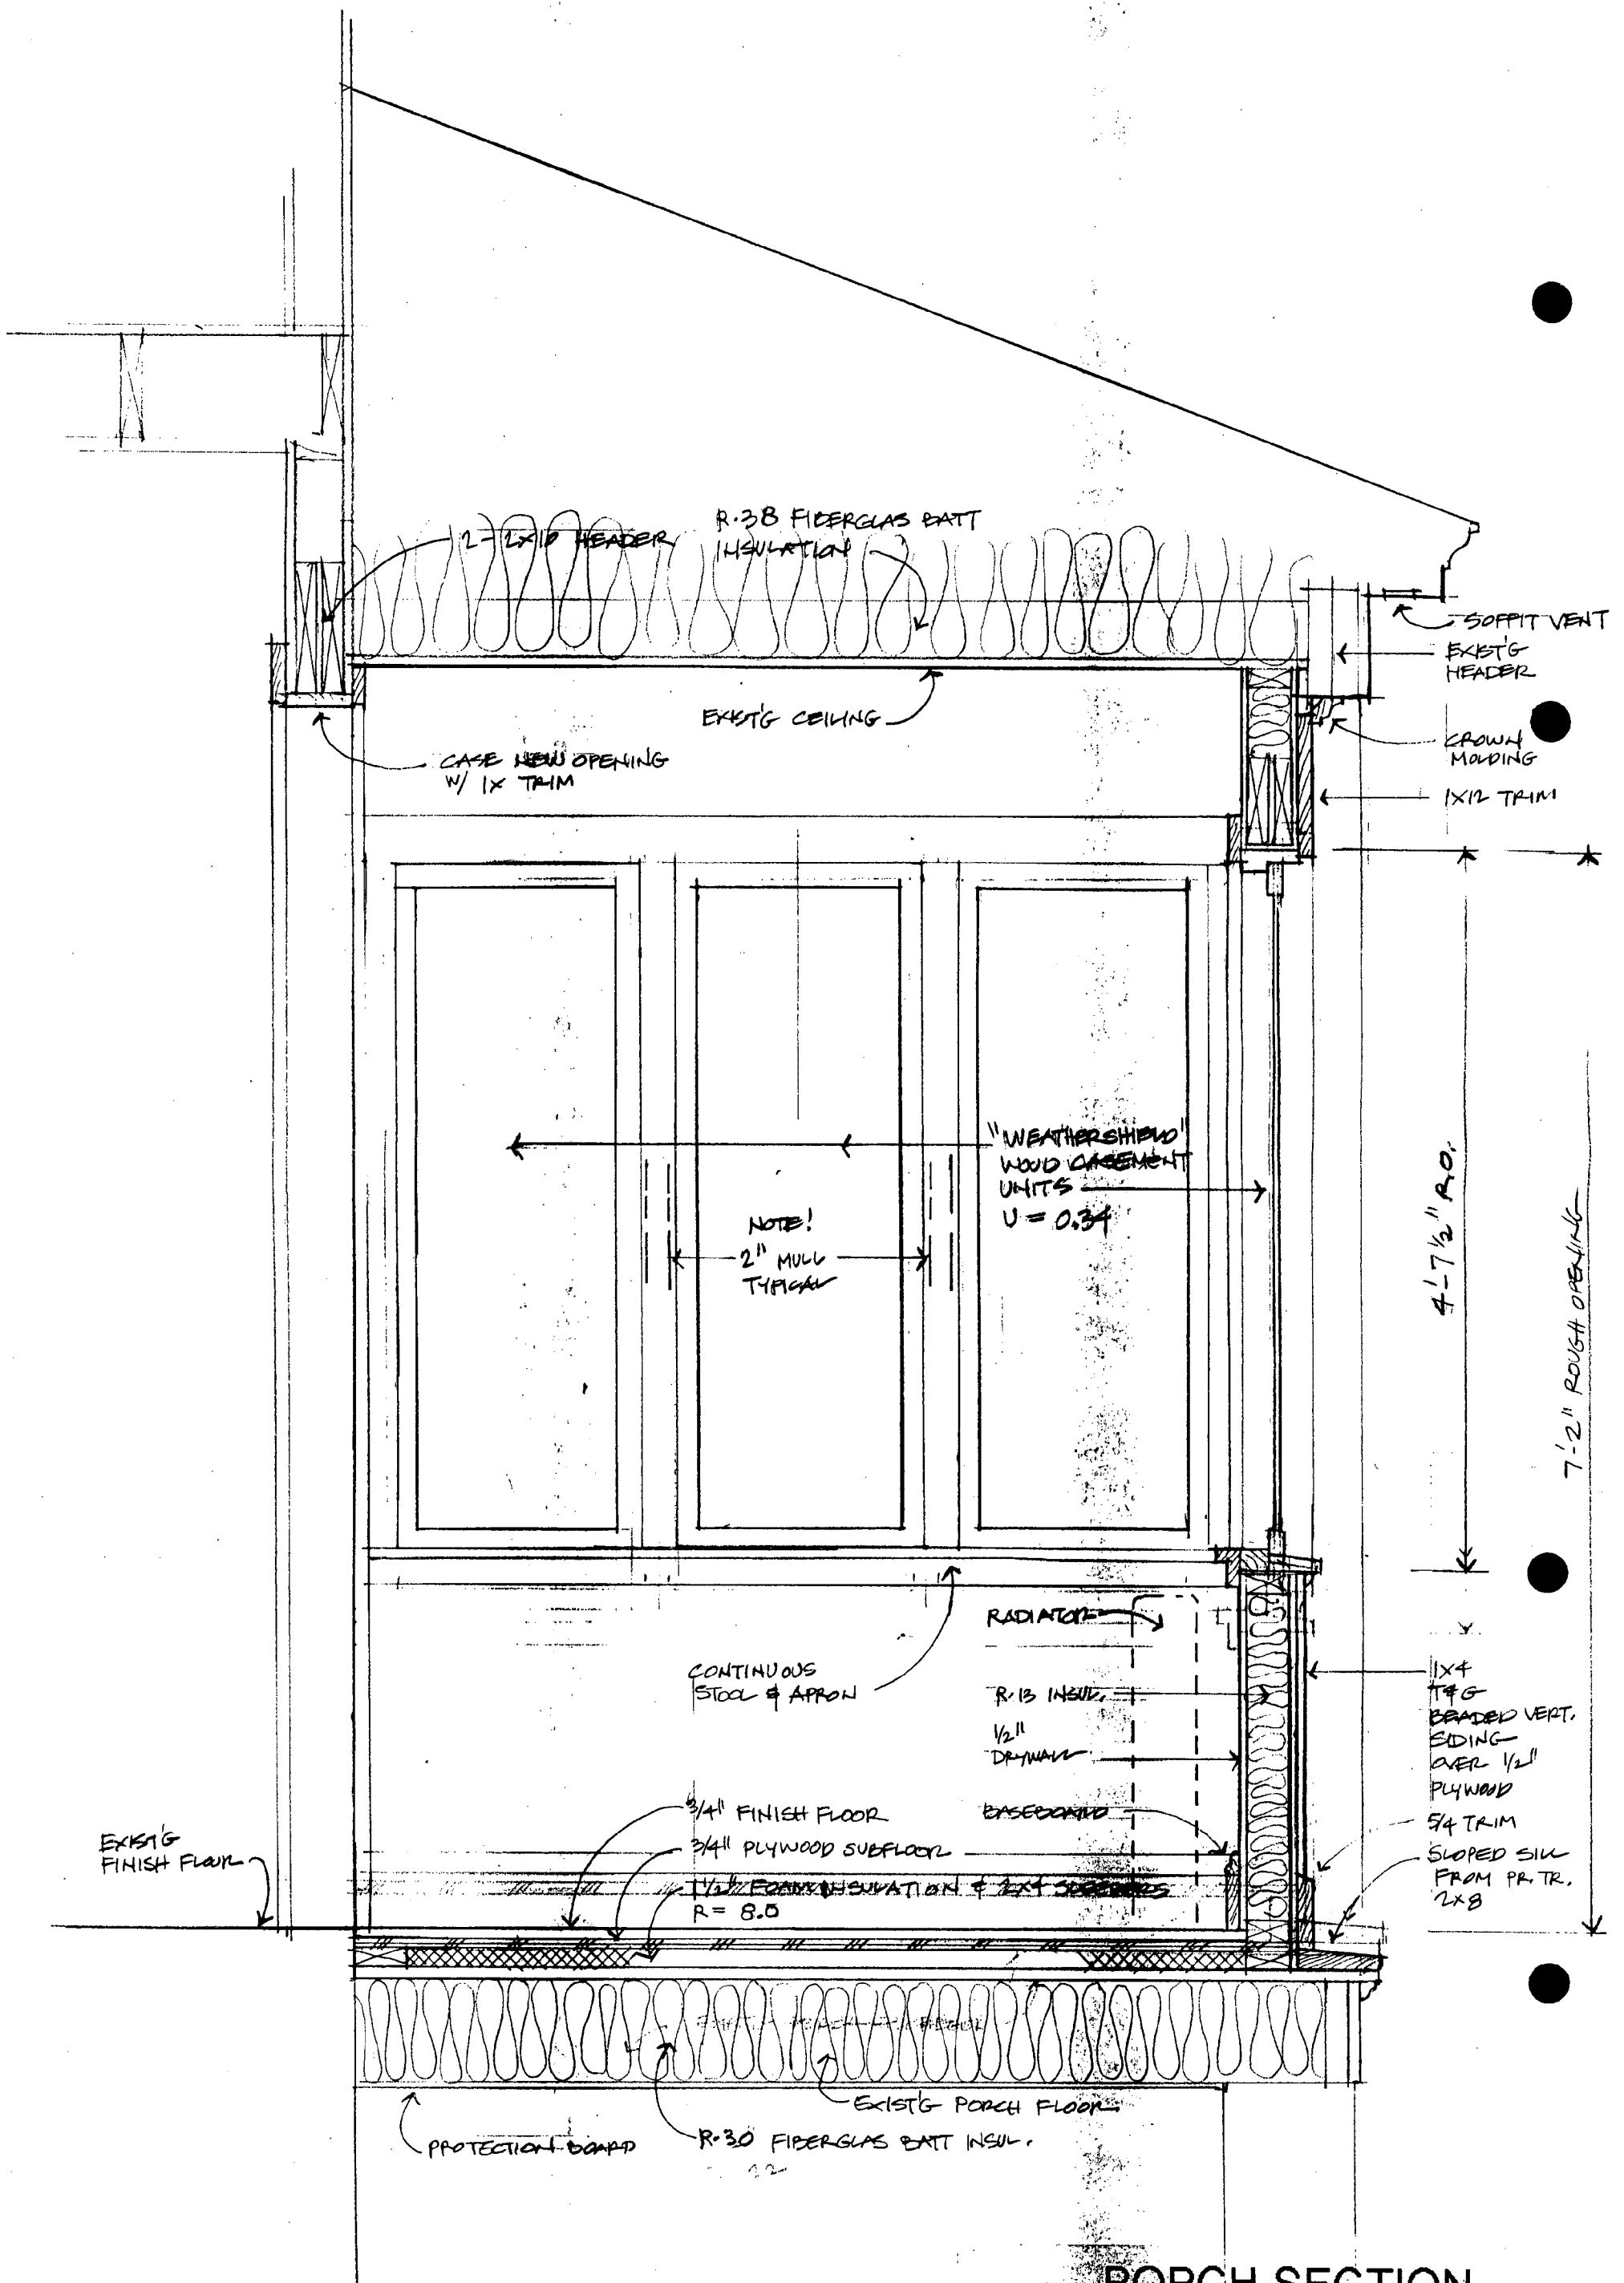 R-38 FIBERGLAS BATT
INSULATION
2-2X10 HEADER
SOFFIT VENT
EXIST'G
HEADER
EXIST'G CEILING
CROWN
MOLDING
CASE NEW OPENING
W/ 1X TRIM
1X12 TRIM
"WEATHERSHIELD"
WOOD CASEMENT
UNITS
U = 0.34
NOTE!
2" MULL
TYPICAL
4'-7½" R.O.
7'-2" ROUGH OPENING
RADIATOR
CONTINUOUS
STOOL & APRON
R-13 INSUL.
1/2"
DRYWALL
1X4
T&G
BEADED VERT.
SIDING
OVER 1/2"
PLYWOOD
5/4 TRIM
SLOPED SILL
FROM PR. TR.
2X8
3/4" FINISH FLOOR
BASEBOARD
3/4" PLYWOOD SUBFLOOR
EXIST'G
FINISH FLOOR
1½" FOAM INSULATION & 2X4 SLEEPERS
R = 8.0
EXIST'G PORCH FLOOR
PROTECTION BOARD
R-30 FIBERGLAS BATT INSUL.
PORCH SECTION